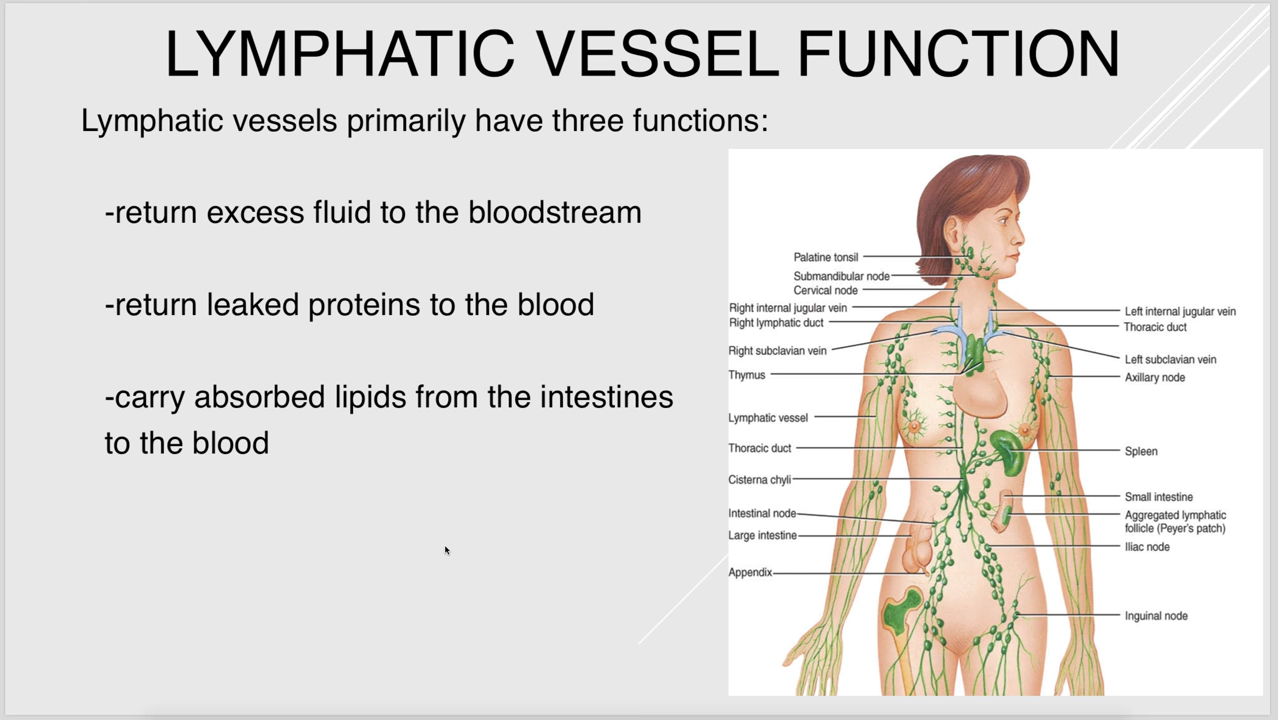 LYMPHATIC VESSEL FUNCTION
Lymphatic vessels primarily have three functions:
-return excess fluid to the bloodstream
-return leaked proteins to the blood
-carry absorbed lipids from the intestines
to the blood
Palatine tonsil
Submandibular node
Cervical node
Right internal jugular vein
Right lymphatic duct
Right subclavian vein
Thymus
Lymphatic vessel
Thoracic duct
Cisterna chyli
Intestinal node
Large intestine
Appendix
Left internal jugular vein
Thoracic duct
Left subclavian vein
Axillary node
Spleen
Small intestine
Aggregated lymphatic
follicle (Peyer's patch)
Iliac node
Inguinal node